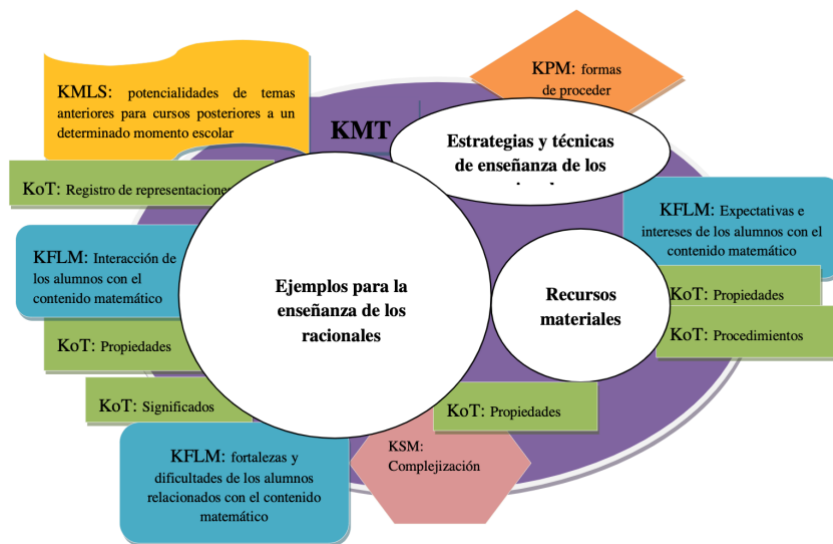 KMLS: potencialidades de temas
anteriores para cursos posteriores a un
determinado momento escolar
KPM: formas
de proceder
KMT
Estrategias y técnicas
de enseñanza de los
KoT: Registro de representaciones
KFLM: Expectativas e
intereses de los alumnos con el
contenido matemático
KFLM: Interacción de
los alumnos con el
contenido matemático
Ejemplos para la
enseñanza de los
racionales
Recursos
materiales
KoT: Propiedades
KoT: Procedimientos
KoT: Propiedades
KoT: Significados
KoT: Propiedades
KFLM: fortalezas y
dificultades de los alumnos
relacionados con el contenido
matemático
KSM:
Complejización